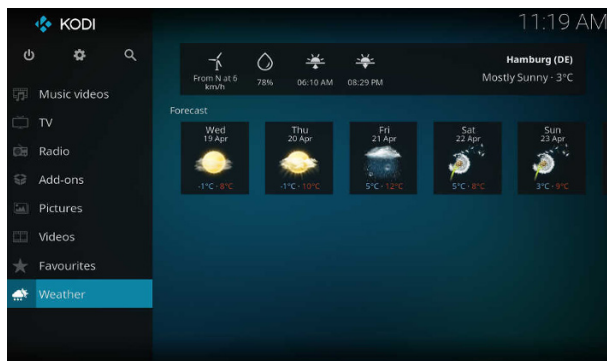 KODI
11:19 AM
Music videos
TV
Radio
Add-ons
Pictures
Videos
Favourites
Weather
From N at 6
km/h
78%
06:10 AM
08:29 PM
Hamburg (DE)
Mostly Sunny · 3°C
Forecast
Wed
19 Apr
-1°C · 8°C
Thu
20 Apr
-1°C · 10°C
Fri
21 Apr
5°C · 12°C
Sat
22 Apr
5°C · 8°C
Sun
23 Apr
3°C · 9°C